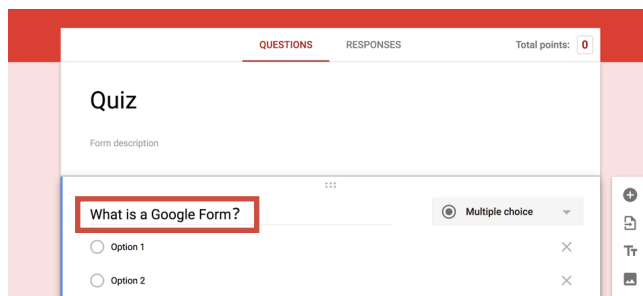 QUESTIONS RESPONSES Total points: 0
Quiz
Form description
What is a Google Form? Multiple choice
Option 1
Option 2